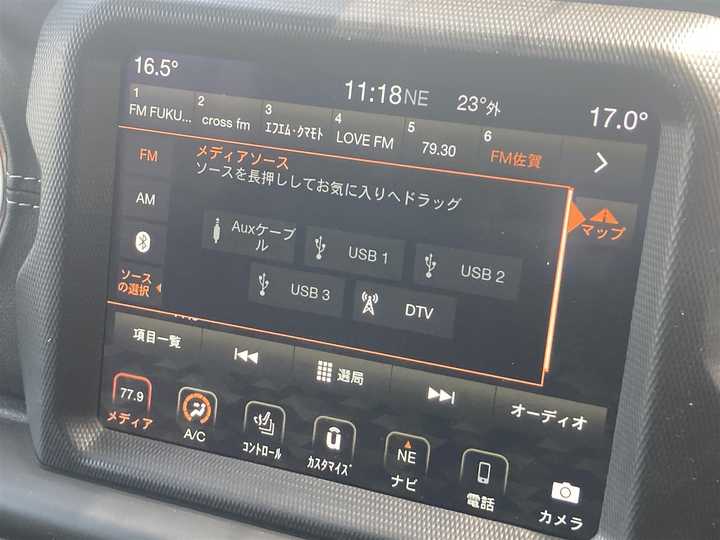 16.5°
11:18NE
23°外
17.0°
1
FM FUKU...
2
cross fm
3
エフエム・クマモト
4
LOVE FM
5
79.30
6
FM佐賀
FM
AM
ソース
の選択
メディアソース
ソースを長押ししてお気に入りへドラッグ
Auxケーブ
ル
USB 1
USB 2
USB 3
DTV
マップ
項目一覧
選局
オーディオ
77.9
メディア
A/C
コントロール
カスタマイズ
NE
ナビ
電話
カメラ